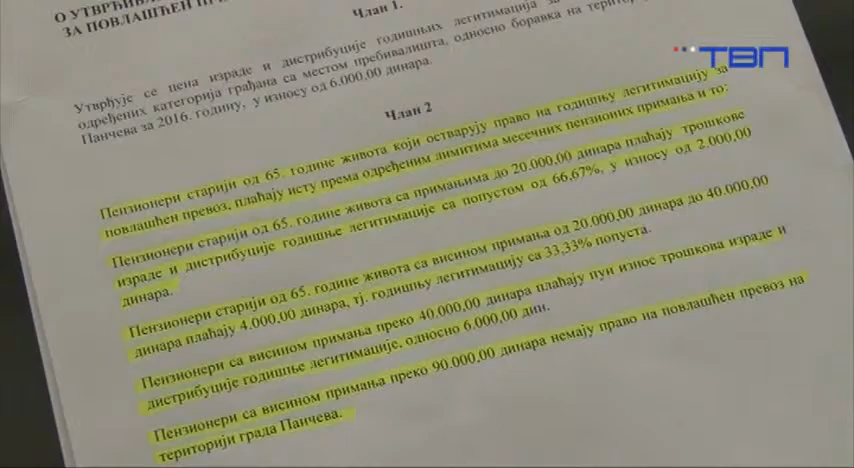 О УТВРЂИВАЊУ
ЗА ПОВЛАШЋЕН
Члан 1.
Утврђује се цена израде и дистрибуције годишњих легитимација за
одређених категорија грађана са местом пребивалишта, односно боравка на
Панчева за 2016. годину, у износу од 6.000,00 динара.
ТВП
Члан 2
Пензионери старији од 65. године живота који остварују право на годишњу легитимацију за
повлашћен превоз, плаћају исту према одређеним лимитима месечних пензионих примања и то:
Пензионери старији од 65. године живота са примањима до 20.000,00 динара плаћају трошкове
израде и дистрибуције годишње легитимације са попустом од 66,67%, у износу од 2.000,00
динара.
Пензионери старији од 65. године живота са висином примања од 20.000,00 динара до 40.000,00
динара плаћају 4.000,00 динара, тј. годишњу легитимацију са 33,33% попуста.
Пензионери са висином примања преко 40.000,00 динара плаћају пун износ трошкова израде и
дистрибуције годишње легитимације, односно 6.000,00 дин.
Пензионери са висином примања преко 90.000,00 динара немају право на повлашћен превоз на
територији града Панчева.